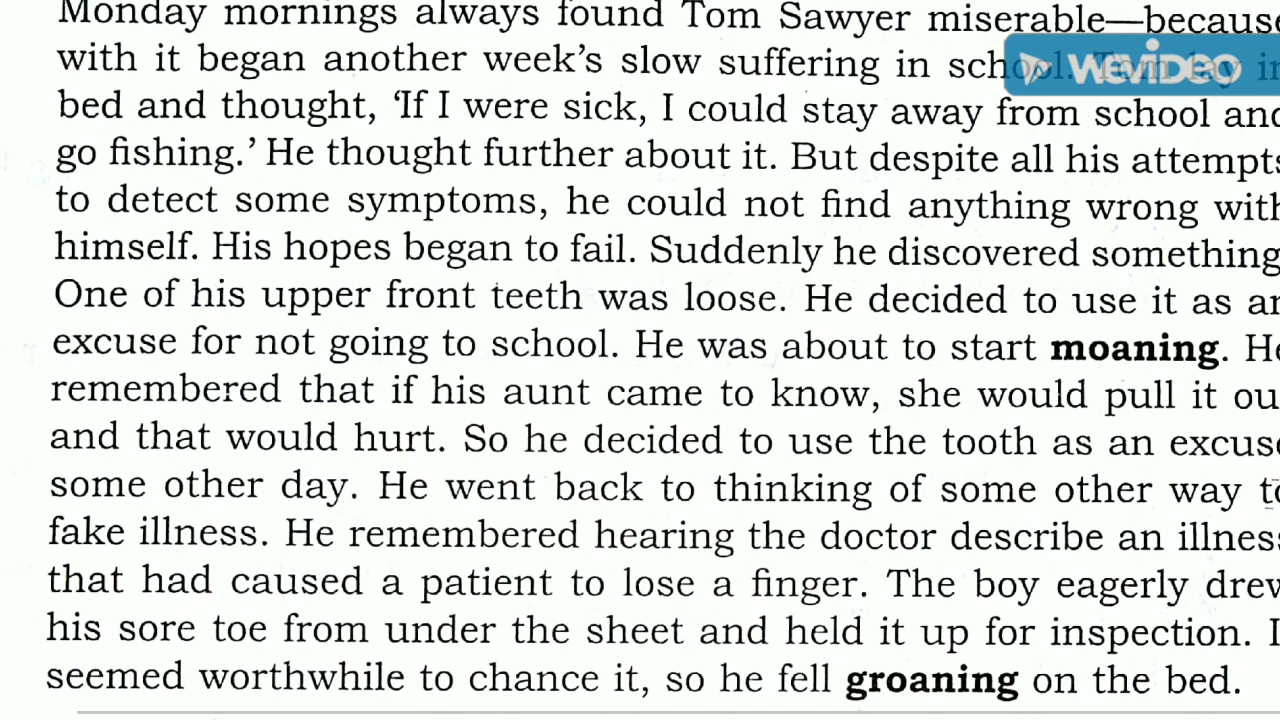 Monday mornings always found Tom Sawyer miserable—because
with it began another week's slow suffering in school. Tom lay in
WeVideo
bed and thought, 'If I were sick, I could stay away from school and
go fishing.' He thought further about it. But despite all his attempts
to detect some symptoms, he could not find anything wrong with
himself. His hopes began to fail. Suddenly he discovered something
One of his upper front teeth was loose. He decided to use it as an
excuse for not going to school. He was about to start moaning. He
remembered that if his aunt came to know, she would pull it ou
and that would hurt. So he decided to use the tooth as an excuse
some other day. He went back to thinking of some other way to
fake illness. He remembered hearing the doctor describe an illness
that had caused a patient to lose a finger. The boy eagerly drew
his sore toe from under the sheet and held it up for inspection. I
seemed worthwhile to chance it, so he fell groaning on the bed.